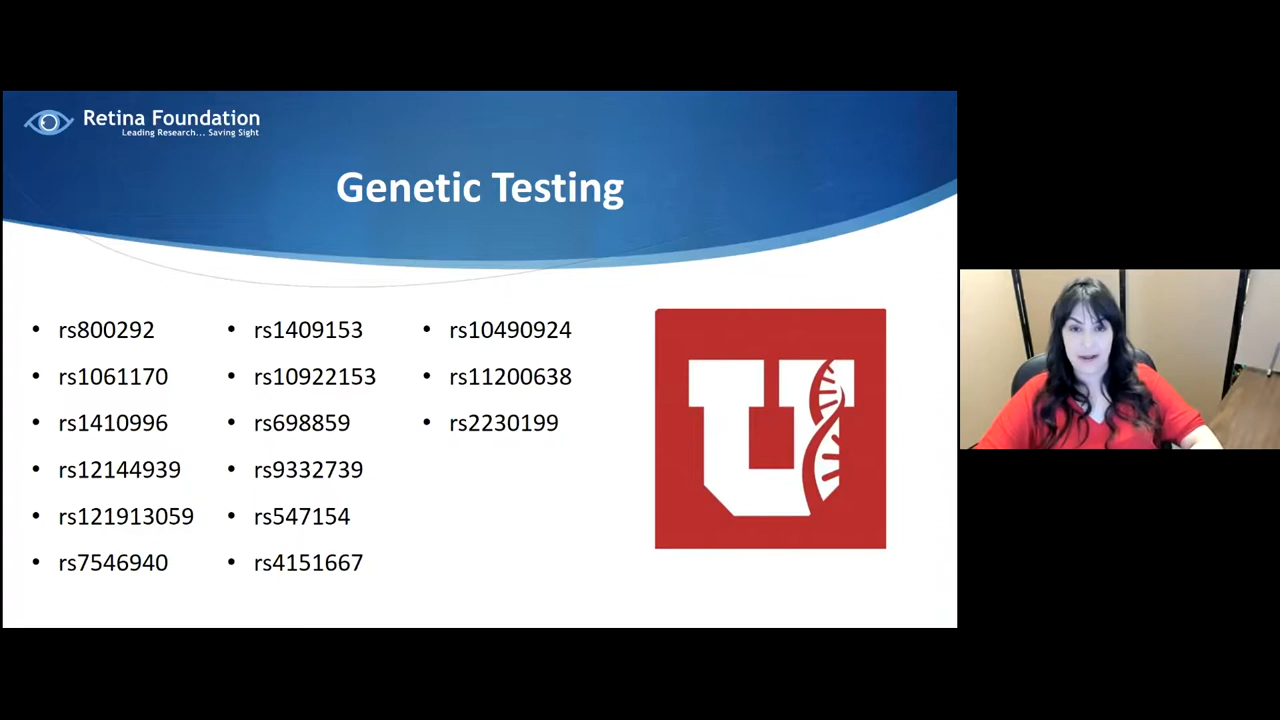 Retina Foundation
Leading Research... Saving Sight
Genetic Testing
• rs800292
• rs1061170
• rs1410996
• rs12144939
• rs121913059
• rs7546940
• rs1409153
• rs10922153
• rs698859
• rs9332739
• rs547154
• rs4151667
• rs10490924
• rs11200638
• rs2230199
U